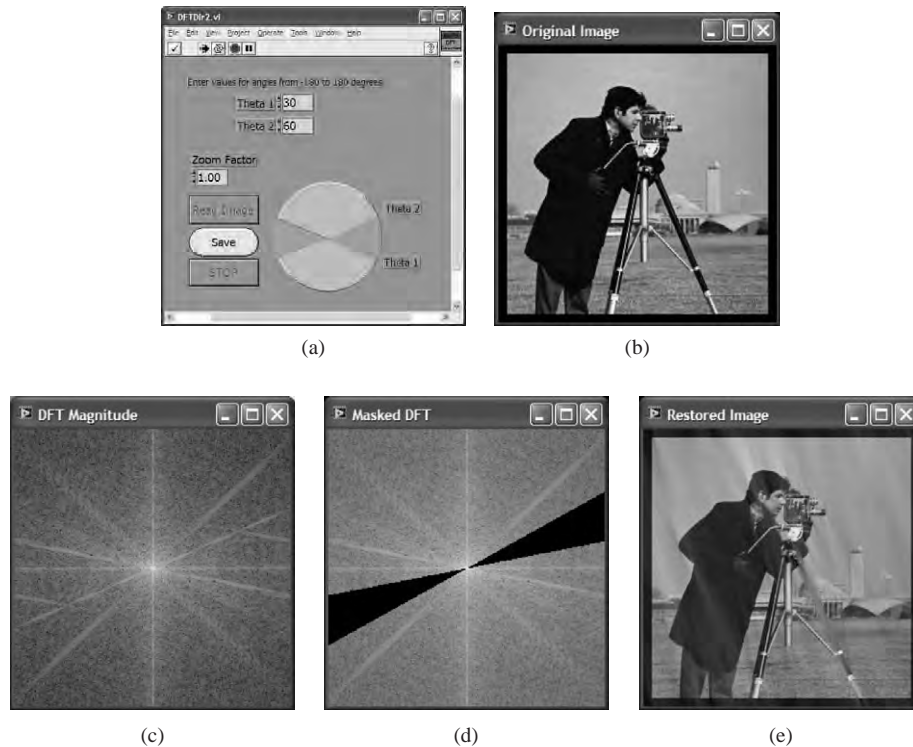 DFTDir2.vi
File Edit View Project Operate Tools Window Help
Enter values for angles from -180 to 180 degrees
Theta 1 30
Theta 2 60
Zoom Factor
1.00
Read Image
Theta 2
Save
Theta 1
STOP
Original Image
(a)
(b)
DFT Magnitude
Masked DFT
Restored Image
(c)
(d)
(e)